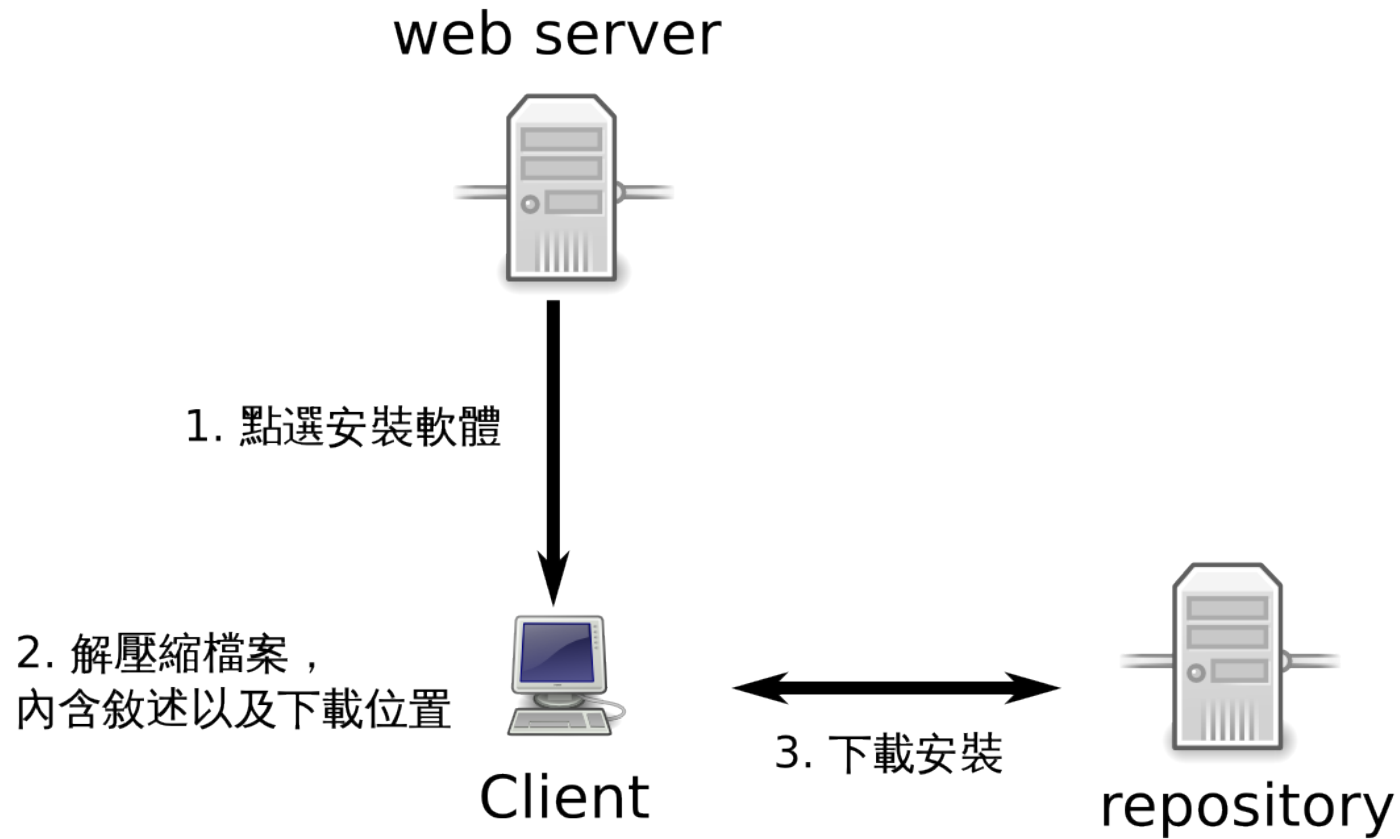 web server
1. 點選安裝軟體
2. 解壓縮檔案，
內含敘述以及下載位置
3. 下載安裝
Client
repository